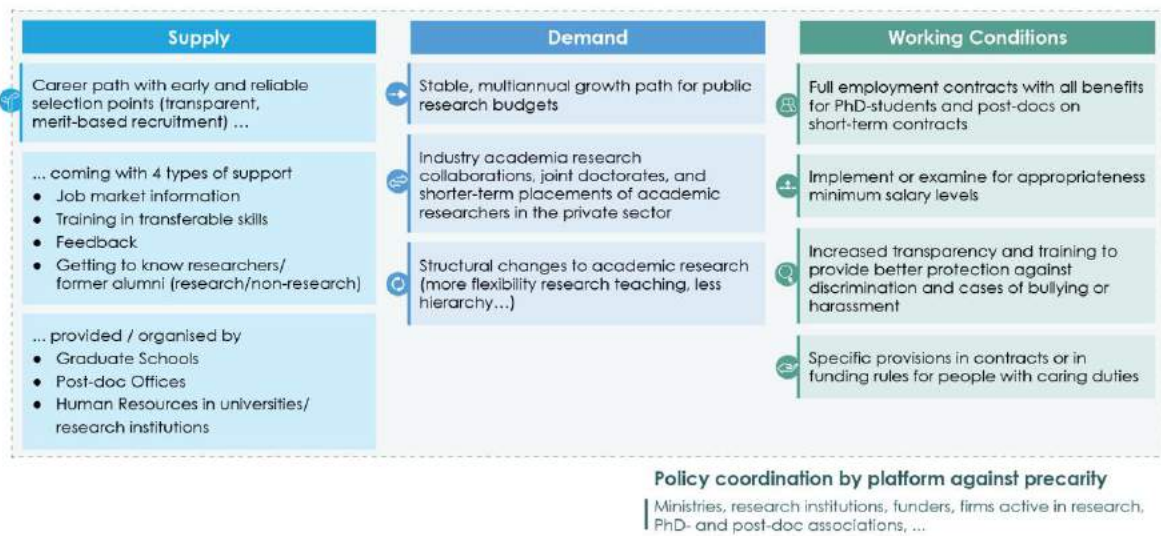 Supply
Career path with early and reliable
selection points (transparent,
merit-based recruitment) ...
... coming with 4 types of support
● Job market information
● Training in transferable skills
● Feedback
● Getting to know researchers/
former alumni (research/non-research)
... provided / organised by
● Graduate Schools
● Post-doc Offices
● Human Resources in universities/
research institutions
Demand
Stable, multiannual growth path for public
research budgets
Industry academia research
collaborations, joint doctorates, and
shorter-term placements of academic
researchers in the private sector
Structural changes to academic research
(more flexibility research teaching, less
hierarchy...)
Working Conditions
Full employment contracts with all benefits
for PhD-students and post-docs on
short-term contracts
Implement or examine for appropriateness
minimum salary levels
Increased transparency and training to
provide better protection against
discrimination and cases of bullying or
harassment
Specific provisions in contracts or in
funding rules for people with caring duties
Policy coordination by platform against precarity
Ministries, research institutions, funders, firms active in research,
PhD- and post-doc associations, ...